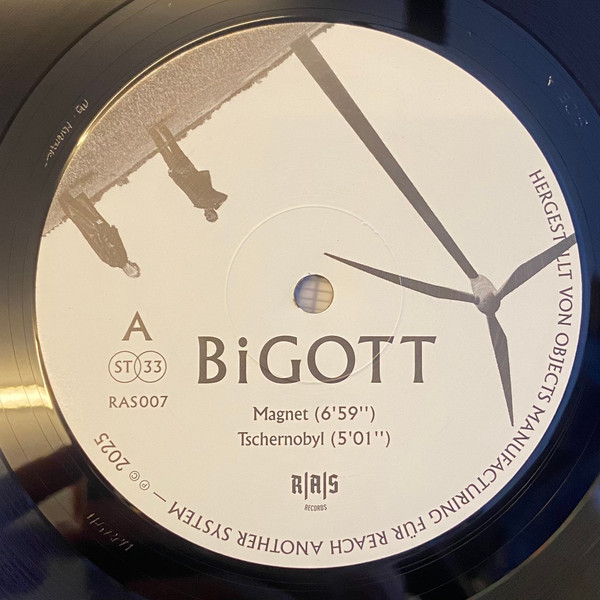 A
ST 33
RAS007
BiGOTT
Magnet (6'59'')
Tschernobyl (5'01'')
R|A|S
RECORDS
HERGESTELLT VON OBJECTS MANUFACTURING FÜR REACH ANOTHER SYSTEM — ℗ © 2025